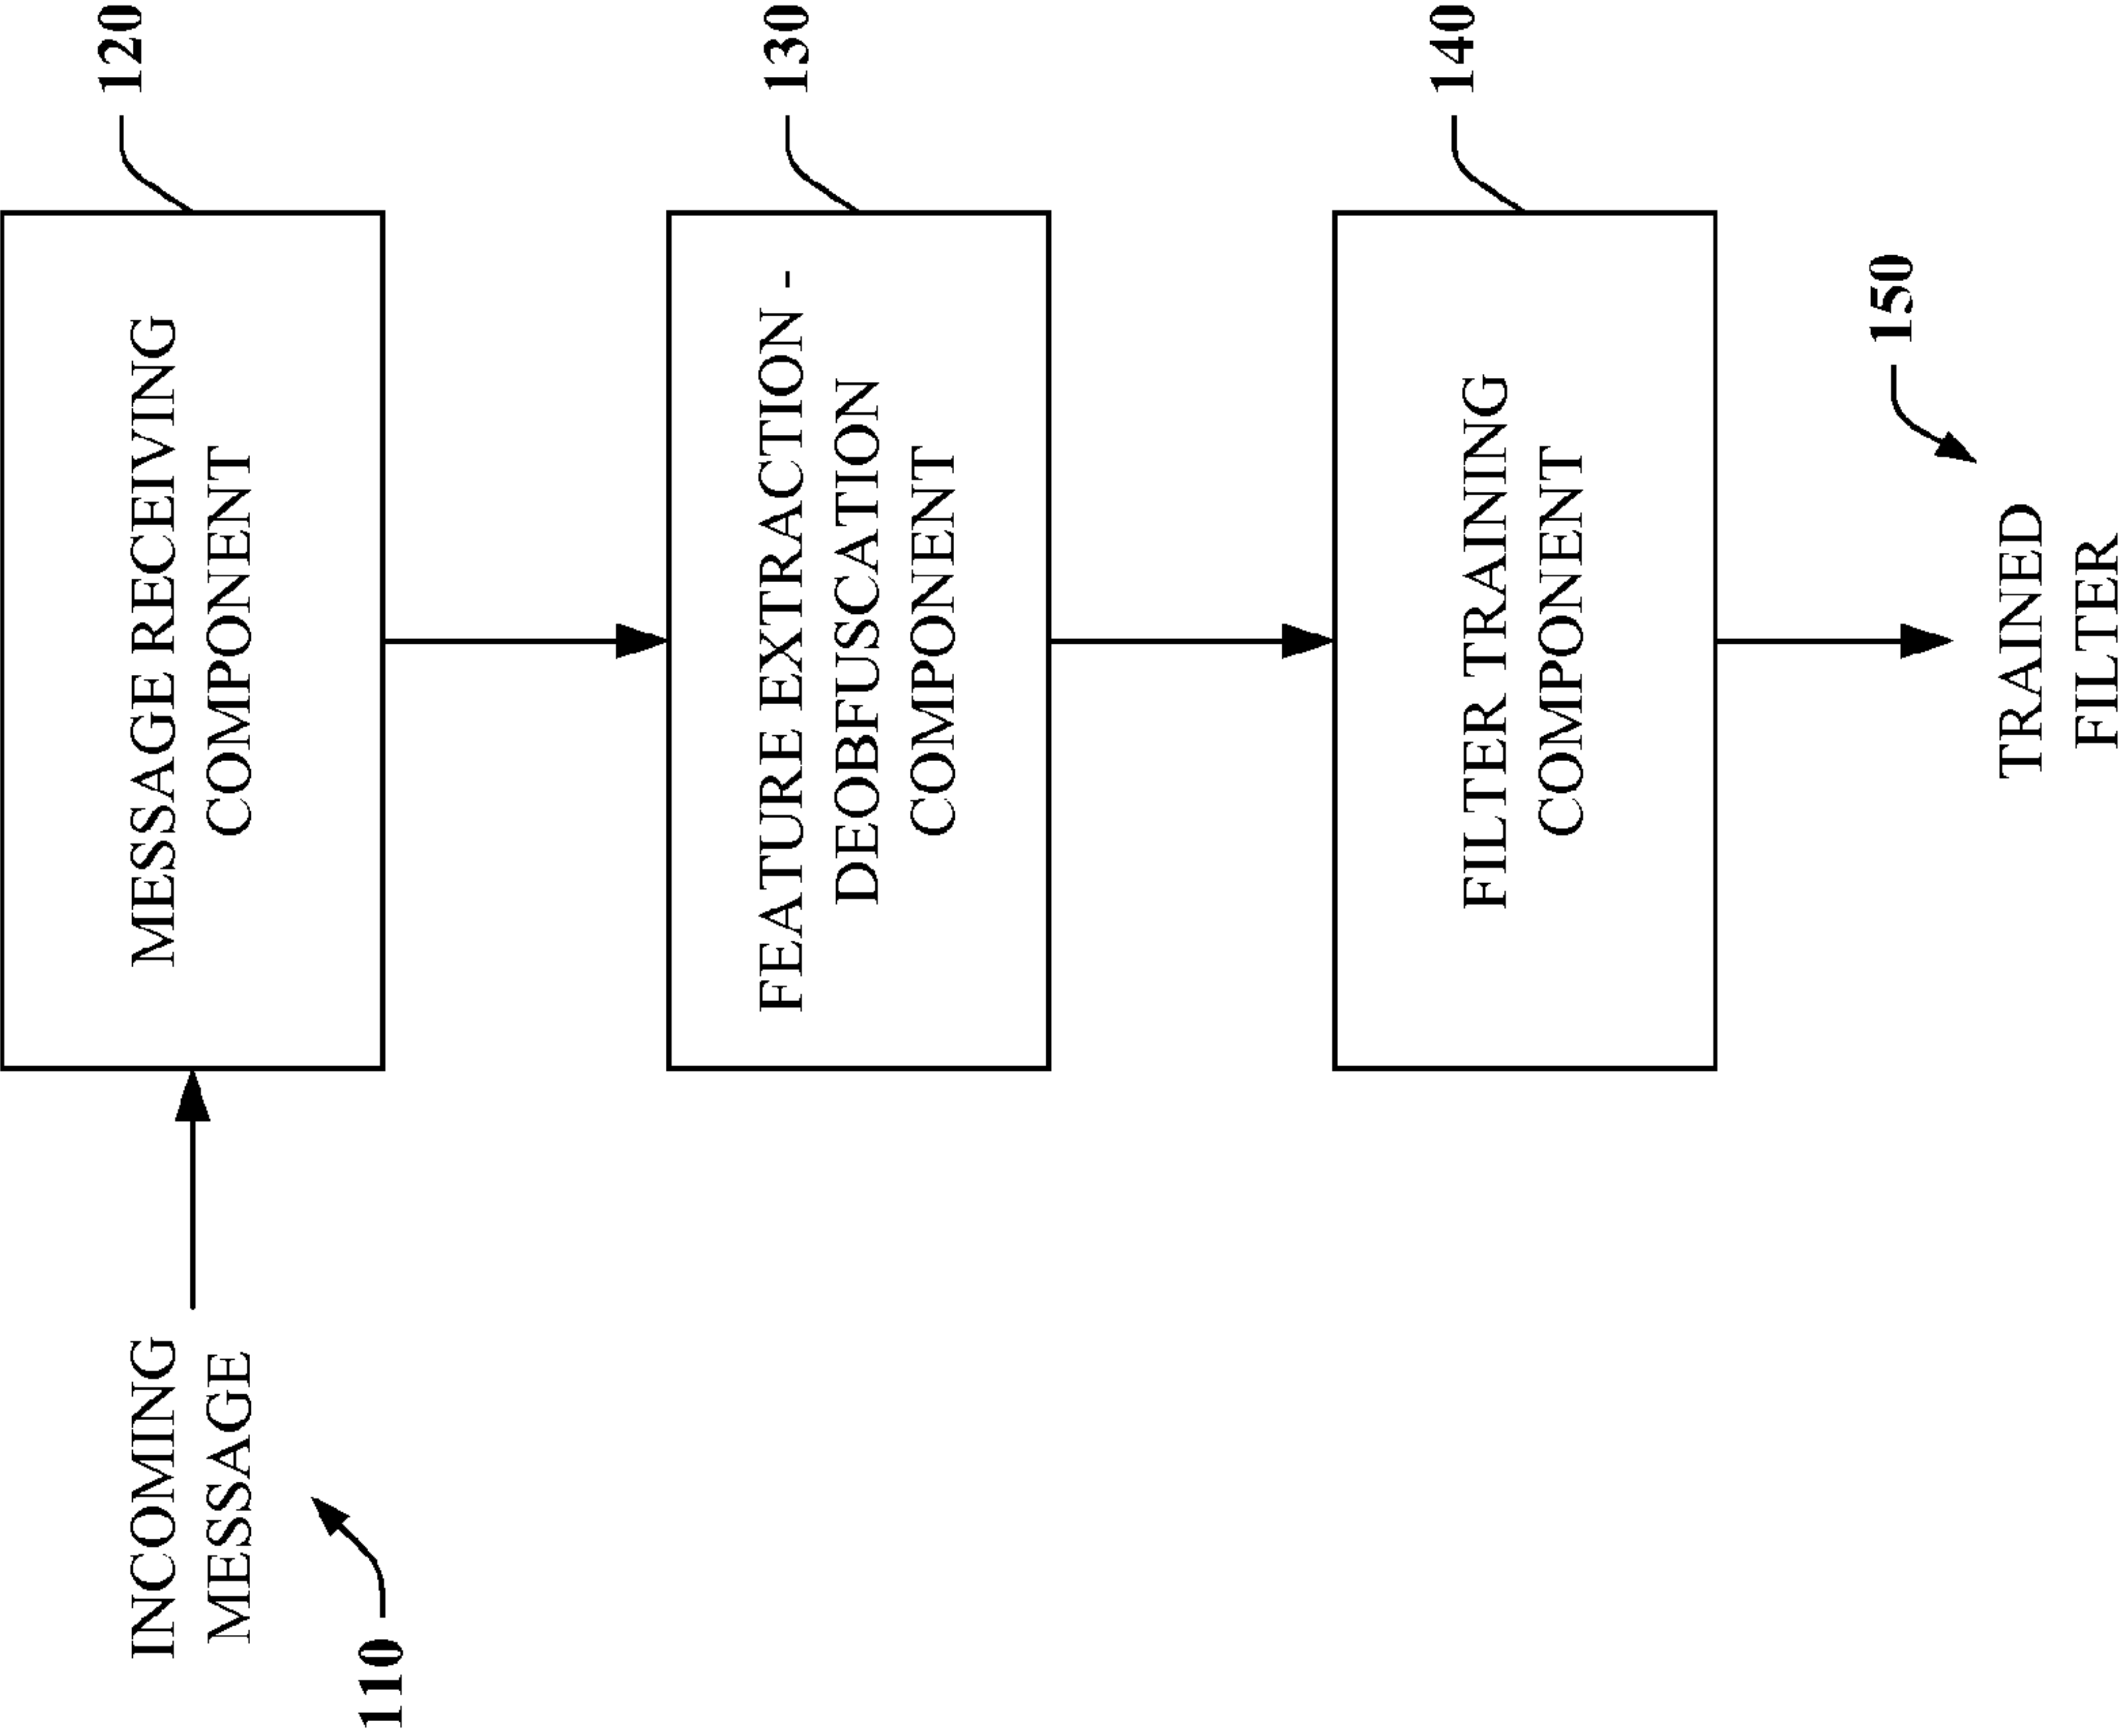 INCOMING
MESSAGE
110
MESSAGE RECEIVING
COMPONENT
120
FEATURE EXTRACTION -
DEOBFUSCATION
COMPONENT
130
FILTER TRAINING
COMPONENT
140
TRAINED
FILTER
150